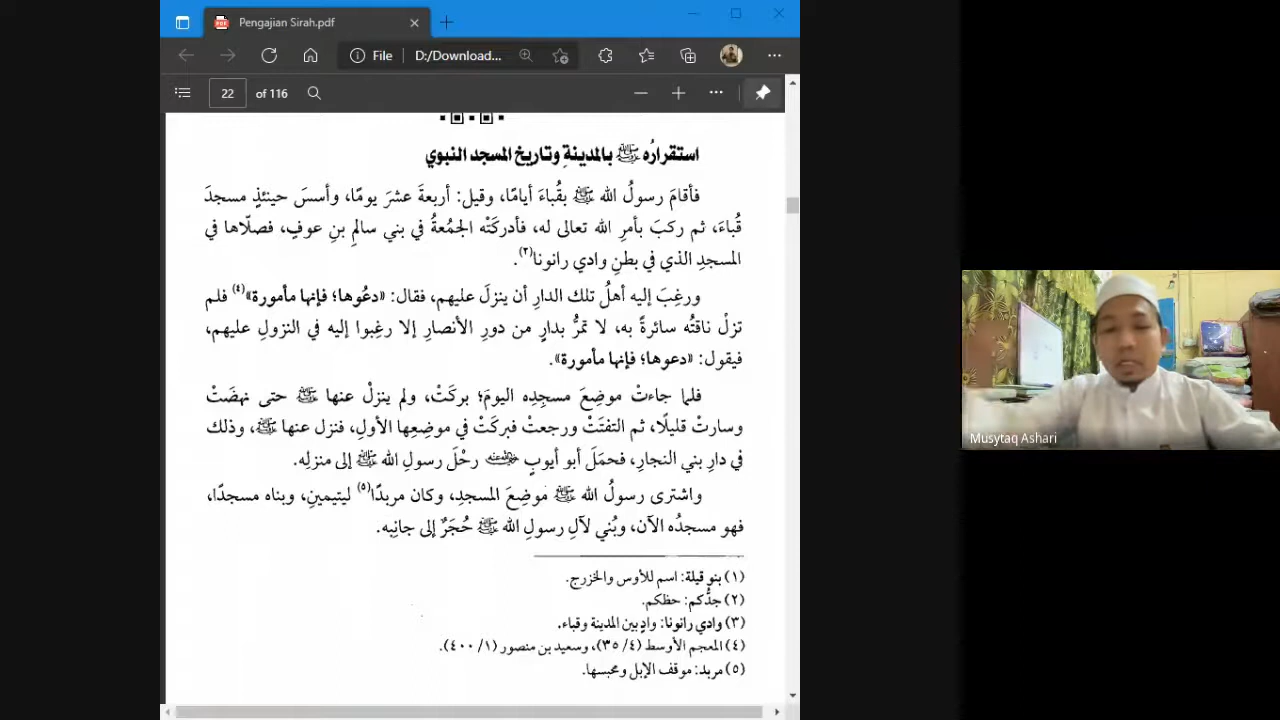 Pengajian Sirah.pdf
File
D:/Download...
22
of 116
استقرارُه ﷺ بالمدينةِ وتاريخ المسجد النبوي
فأقامَ رسولُ الله ﷺ بقُباءَ أيامًا، وقيل: أربعةَ عشرَ يومًا، وأسسَ حينئذٍ مسجدَ
قُباءَ، ثم ركبَ بأمرِ الله تعالى له، فأدركَتْه الجمُعةُ في بني سالمِ بنِ عوفٍ، فصلّاها في
المسجدِ الذي في بطنِ وادي رانونا(٣).
ورغِبَ إليه أهلُ تلك الدارِ أن ينزلَ عليهم، فقال: «دعُوها؛ فإنها مأمورة»(٤) فلم
تزلْ ناقتُه سائرةً به، لا تمرُّ بدارٍ من دورِ الأنصارِ إلا رغِبوا إليه في النزولِ عليهم،
فيقول: «دعوها؛ فإنها مأمورة».
فلما جاءتْ موضِعَ مسجِدِه اليومَ؛ بركَتْ، ولم ينزلْ عنها ﷺ حتى نهضَتْ
وسارتْ قليلًا، ثم التفتَتْ ورجعتْ فبركَتْ في موضِعِها الأولِ، فنزل عنها ﷺ، وذلك
في دارِ بني النجارِ، فحمَلَ أبو أيوبٍ رضي الله عنه رحْلَ رسولِ الله ﷺ إلى منزلِه.
واشترى رسولُ الله ﷺ موضِعَ المسجدِ، وكان مربدًا(٥) ليتيمينِ، وبناه مسجدًا،
فهو مسجدُه الآن، وبُني لآلِ رسولِ الله ﷺ حُجَرٌ إلى جانِبه.
(١) بنو قيلة: اسم للأوس والخزرج.
(٢) جدُّكم: حظكم.
(٣) وادي رانونا: وادٍ بين المدينة وقباء.
(٤) المعجم الأوسط (٤/ ٣٥)، وسعيد بن منصور (١/ ٤٠٠).
(٥) مربد: موقف الإبل ومحبسها.
Musytaq Ashari